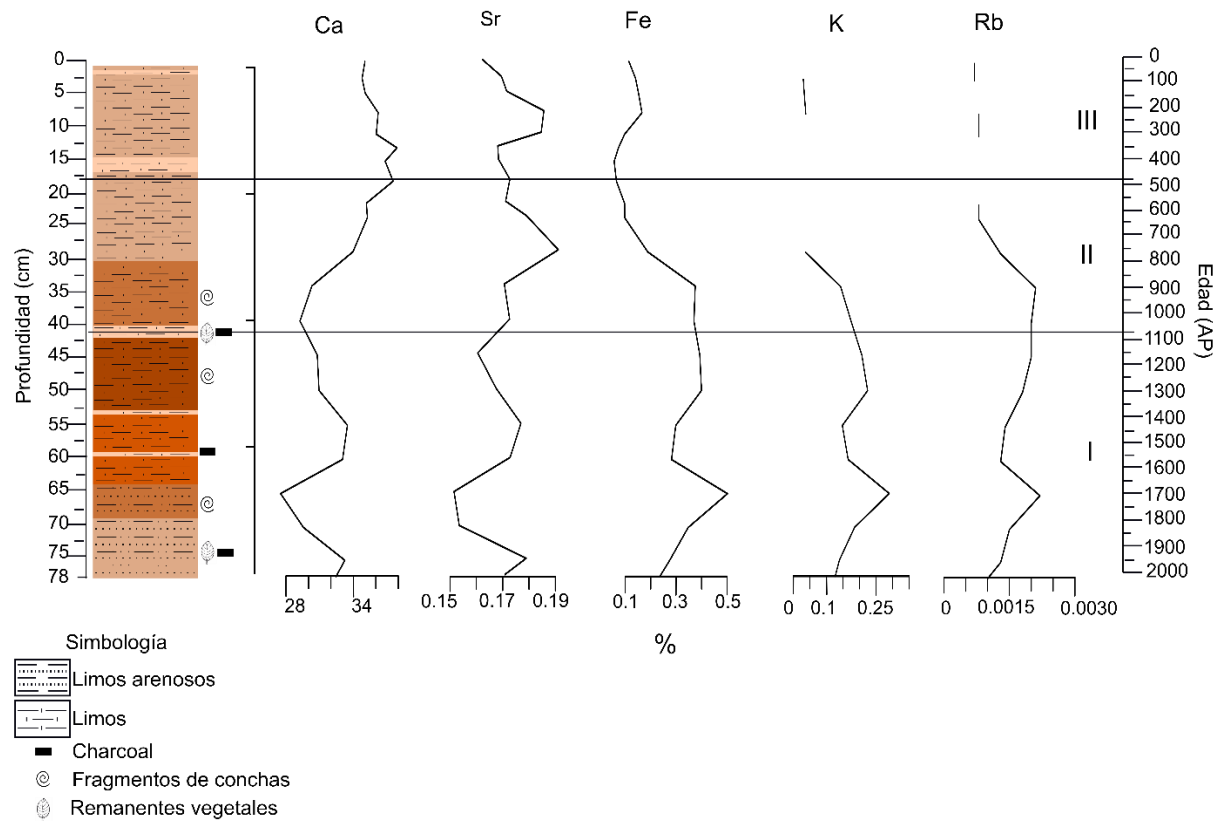 Ca Sr Fe K Rb
Profundidad (cm)
0
5
10
15
20
25
30
35
40
45
50
55
60
65
70
75
78
0
100
200
300
400
500
600
700
800
900
1000
1100
1200
1300
1400
1500
1600
1700
1800
1900
2000
Edad (AP)
III
II
I
28 34
0.15 0.17 0.19
0.1 0.3 0.5
0 0.1 0.25
0 0.0015 0.0030
%
Simbología
Limos arenosos
Limos
Charcoal
Fragmentos de conchas
Remanentes vegetales